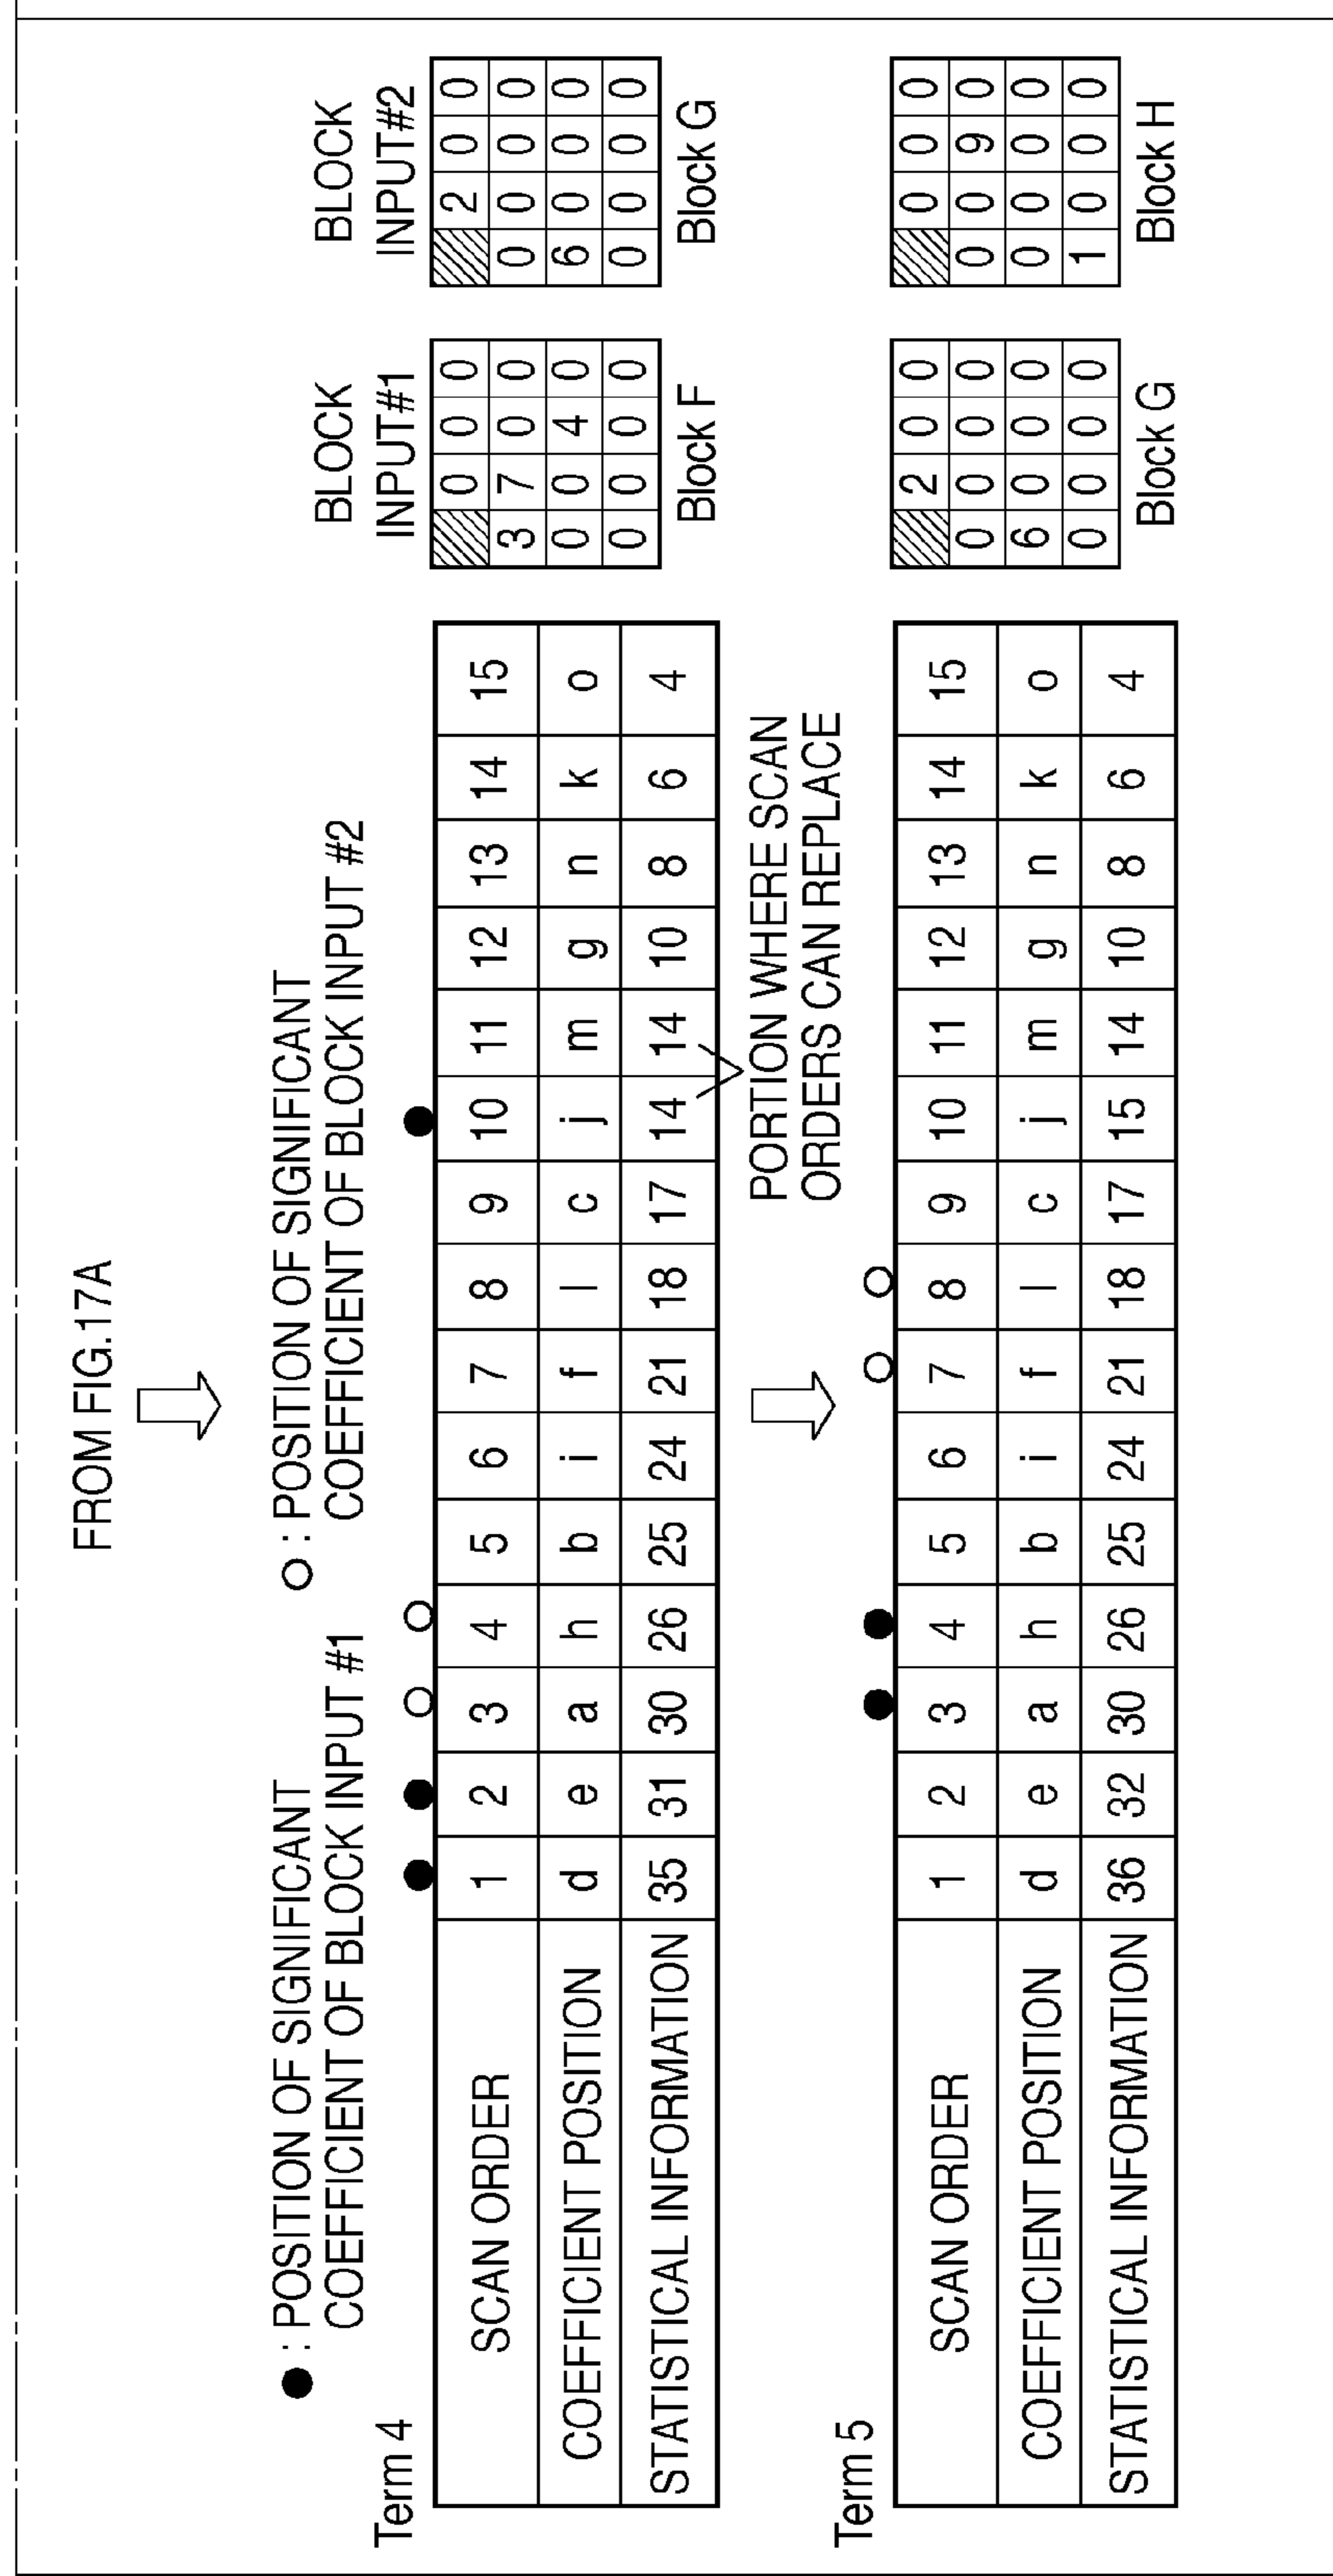 FROM FIG.17A
● : POSITION OF SIGNIFICANT
COEFFICIENT OF BLOCK INPUT #1
○ : POSITION OF SIGNIFICANT
COEFFICIENT OF BLOCK INPUT #2
BLOCK
INPUT#1
BLOCK
INPUT#2
Term 4
SCAN ORDER 1 2 3 4 5 6 7 8 9 10 11 12 13 14 15
COEFFICIENT POSITION d e a h b i f l c j m g n k o
STATISTICAL INFORMATION 35 31 30 26 25 24 21 18 17 14 14 10 8 6 4
0 0 0
3 7 0 0
0 0 4 0
0 0 0 0
Block F
2 0 0
0 0 0 0
6 0 0 0
0 0 0 0
Block G
PORTION WHERE SCAN
ORDERS CAN REPLACE
Term 5
SCAN ORDER 1 2 3 4 5 6 7 8 9 10 11 12 13 14 15
COEFFICIENT POSITION d e a h b i f l c j m g n k o
STATISTICAL INFORMATION 36 32 30 26 25 24 21 18 17 15 14 10 8 6 4
2 0 0
0 0 0 0
6 0 0 0
0 0 0 0
Block G
0 0 0
0 0 9 0
0 0 0 0
1 0 0 0
Block H